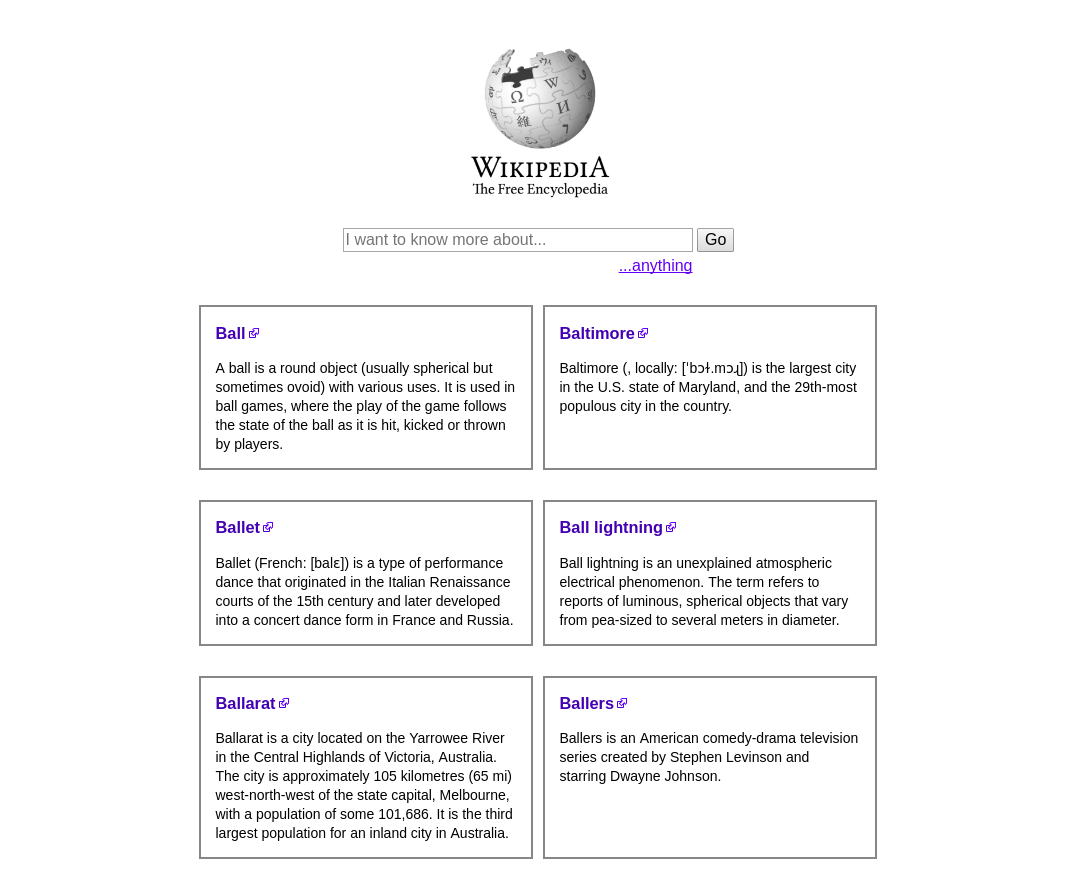 Ω W И 維
WIKIPEDIA
The Free Encyclopedia
I want to know more about... Go
...anything
Ball
A ball is a round object (usually spherical but
sometimes ovoid) with various uses. It is used in
ball games, where the play of the game follows
the state of the ball as it is hit, kicked or thrown
by players.
Baltimore
Baltimore (, locally: [ˈbɔɫ.mɔɻ]) is the largest city
in the U.S. state of Maryland, and the 29th-most
populous city in the country.
Ballet
Ballet (French: [balɛ]) is a type of performance
dance that originated in the Italian Renaissance
courts of the 15th century and later developed
into a concert dance form in France and Russia.
Ball lightning
Ball lightning is an unexplained atmospheric
electrical phenomenon. The term refers to
reports of luminous, spherical objects that vary
from pea-sized to several meters in diameter.
Ballarat
Ballarat is a city located on the Yarrowee River
in the Central Highlands of Victoria, Australia.
The city is approximately 105 kilometres (65 mi)
west-north-west of the state capital, Melbourne,
with a population of some 101,686. It is the third
largest population for an inland city in Australia.
Ballers
Ballers is an American comedy-drama television
series created by Stephen Levinson and
starring Dwayne Johnson.